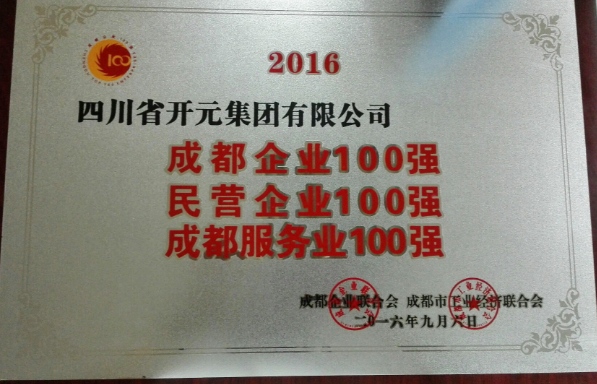 100
2016
四川省开元集团有限公司
成都企业100强
民营企业100强
成都服务业100强
成都企业联合会 成都市工业经济联合会
二〇一六年九月六日